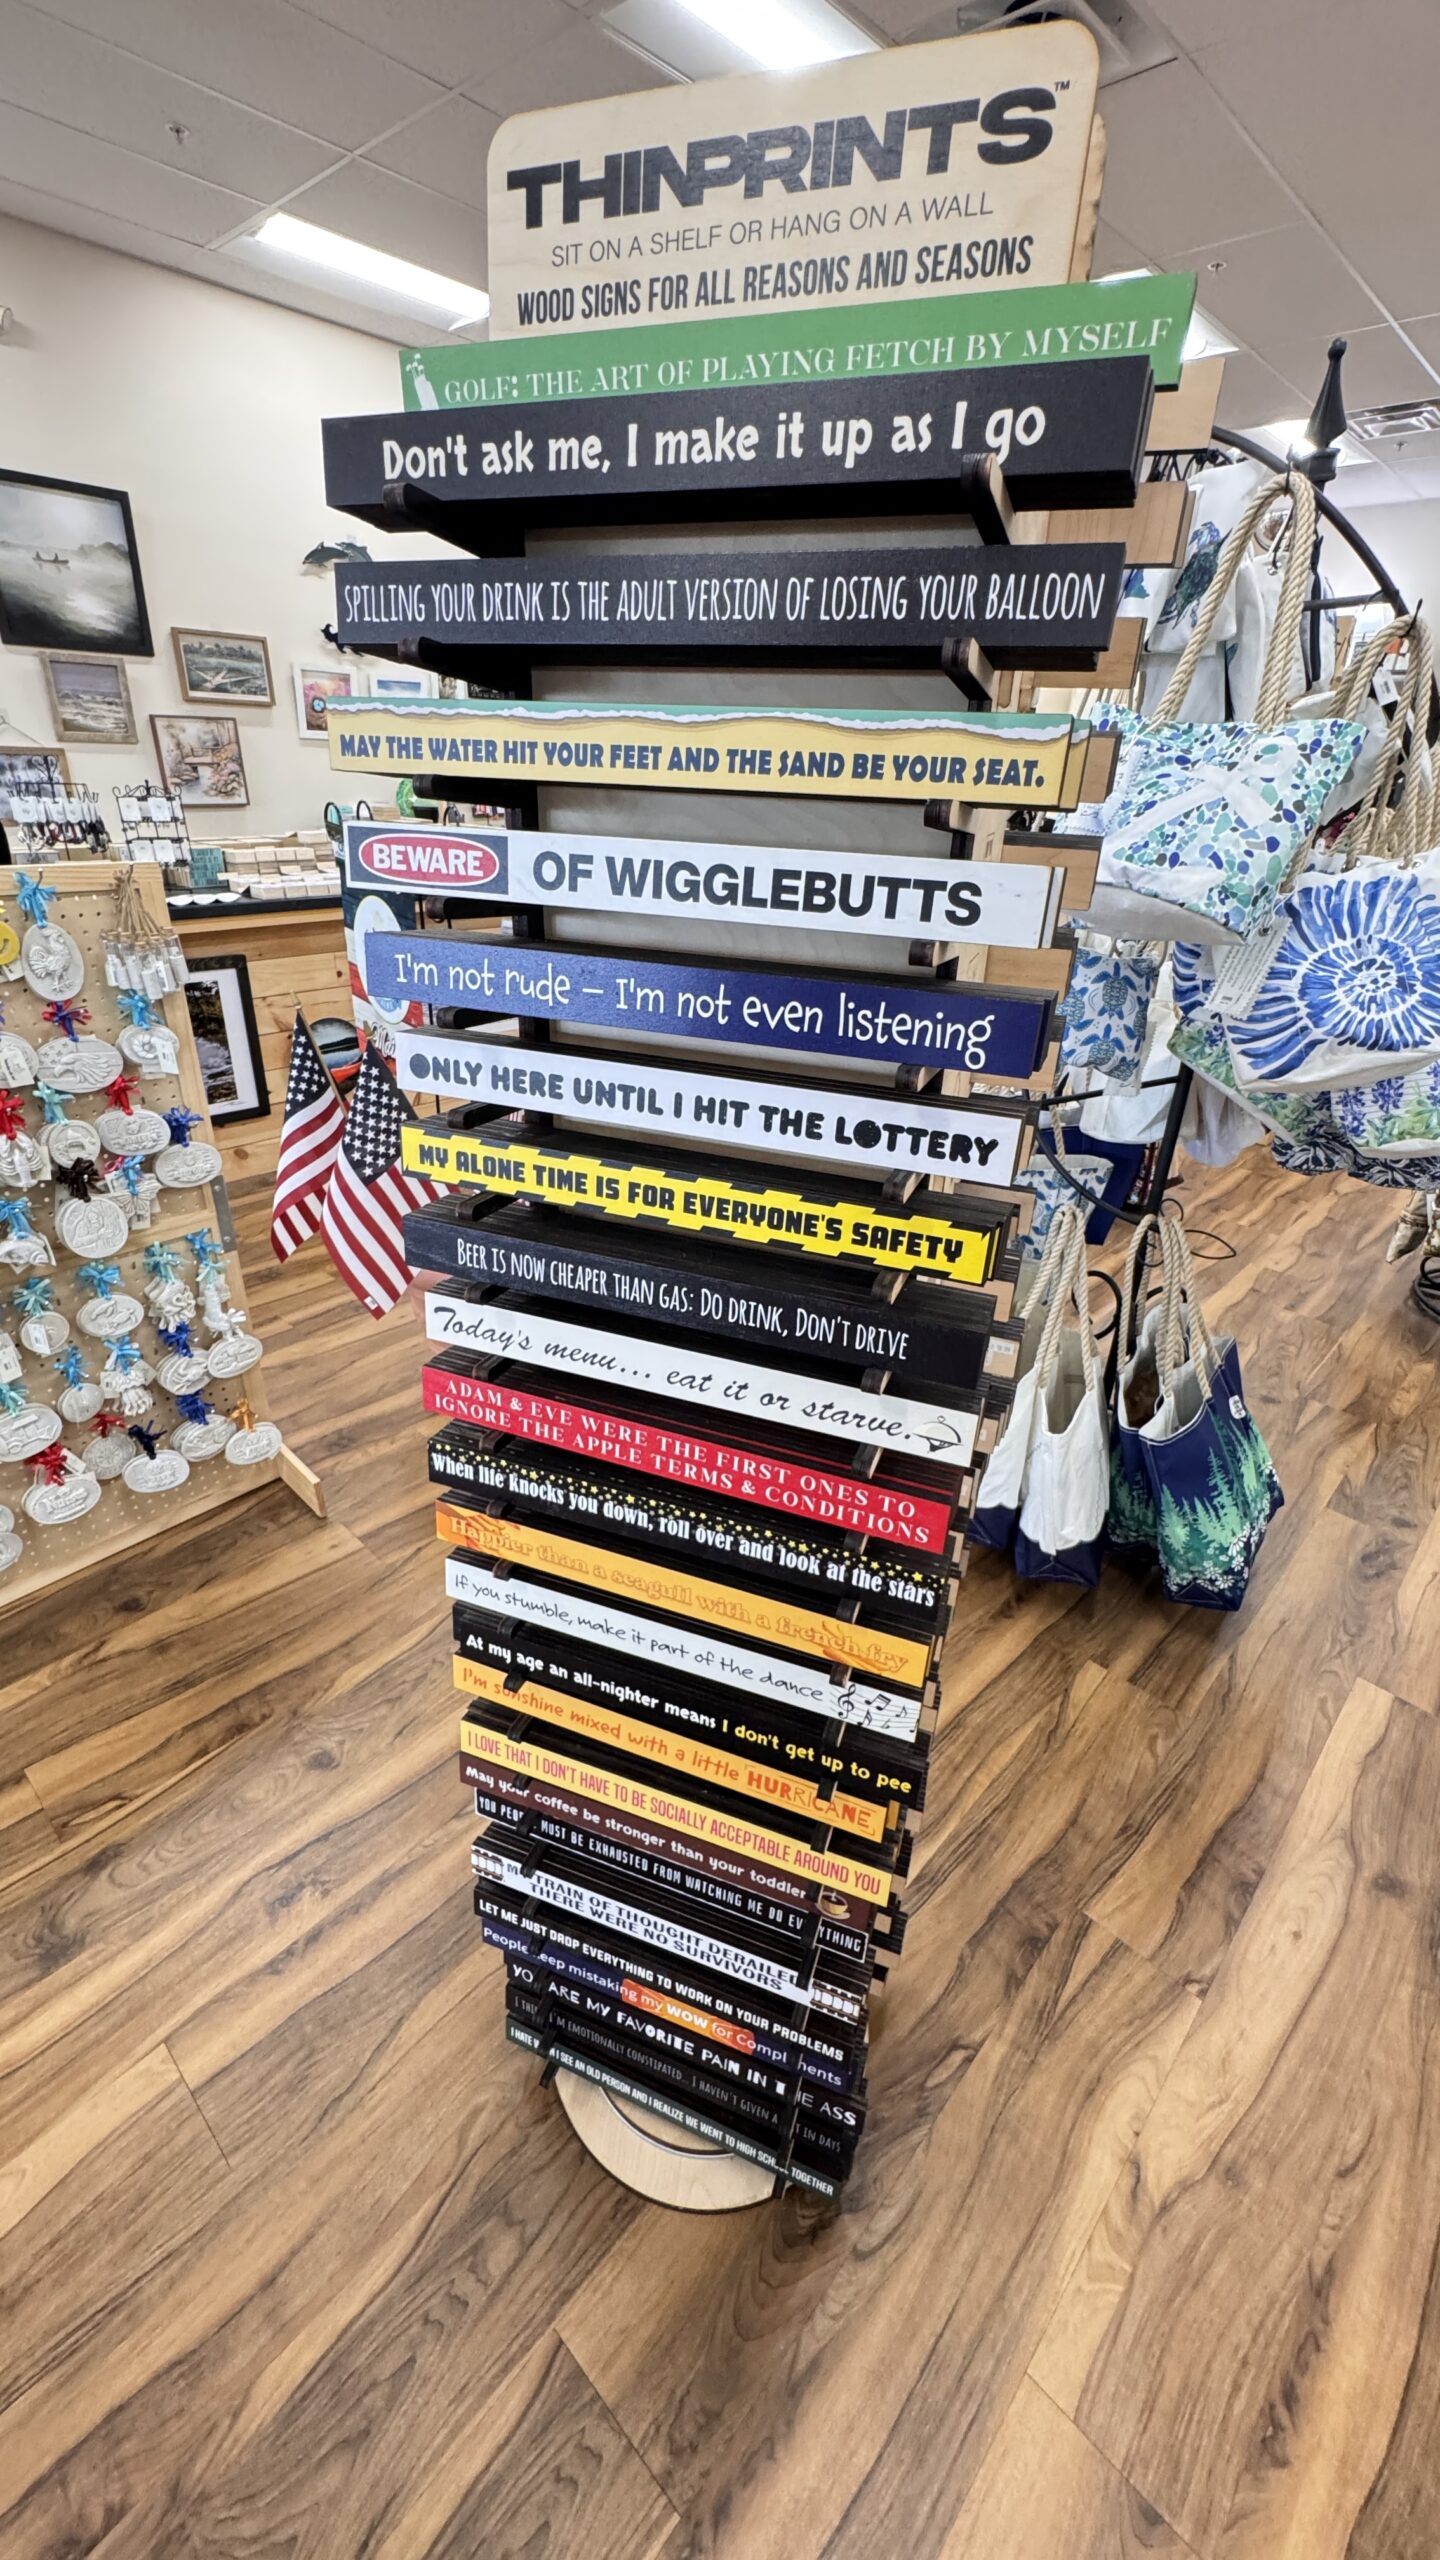 THINPRINTS™
SIT ON A SHELF OR HANG ON A WALL
WOOD SIGNS FOR ALL REASONS AND SEASONS
GOLF: THE ART OF PLAYING FETCH BY MYSELF
Don't ask me, I make it up as I go
SPILLING YOUR DRINK IS THE ADULT VERSION OF LOSING YOUR BALLOON
MAY THE WATER HIT YOUR FEET AND THE SAND BE YOUR SEAT.
BEWARE OF WIGGLEBUTTS
I'm not rude – I'm not even listening
ONLY HERE UNTIL I HIT THE LOTTERY
MY ALONE TIME IS FOR EVERYONE'S SAFETY
BEER IS NOW CHEAPER THAN GAS: DO DRINK, DON'T DRIVE
Today's menu... eat it or starve.
ADAM & EVE WERE THE FIRST ONES TO
IGNORE THE APPLE TERMS & CONDITIONS
When life knocks you down, roll over and look at the stars
Happier than a seagull with a french fry
If you stumble, make it part of the dance
At my age an all-nighter means I don't get up to pee
I'm sunshine mixed with a little HURRICANE
I LOVE THAT I DON'T HAVE TO BE SOCIALLY ACCEPTABLE AROUND YOU
May your coffee be stronger than your toddler
YOU MUST BE EXHAUSTED FROM WATCHING ME DO EVERYTHING
TRAIN OF THOUGHT DERAILED
THERE WERE NO SURVIVORS
LET ME JUST DROP EVERYTHING TO WORK ON YOUR PROBLEMS
People keep mistaking my WOW for Compliments
YOU ARE MY FAVORITE PAIN IN THE ASS
I I'M EMOTIONALLY CONSTIPATED... I HAVEN'T GIVEN A IN DAYS
I HATE WHEN I SEE AN OLD PERSON AND I REALIZE WE WENT TO HIGH SCHOOL TOGETHER